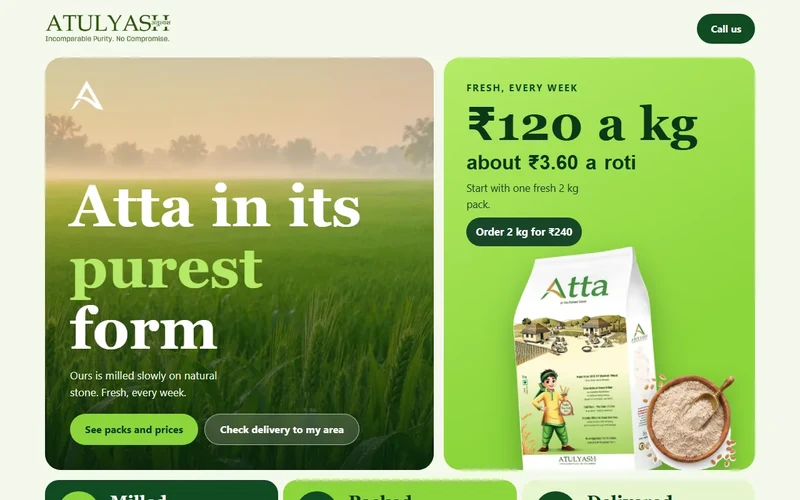 ATULYASH
Incomparable Purity. No Compromise.
Call us
Atta in its
purest
form
Ours is milled slowly on natural
stone. Fresh, every week.
See packs and prices
Check delivery to my area
FRESH, EVERY WEEK
₹120 a kg
about ₹3.60 a roti
Start with one fresh 2 kg
pack.
Order 2 kg for ₹240
Atta
ATULYASH
Milled
Packed
Delivered